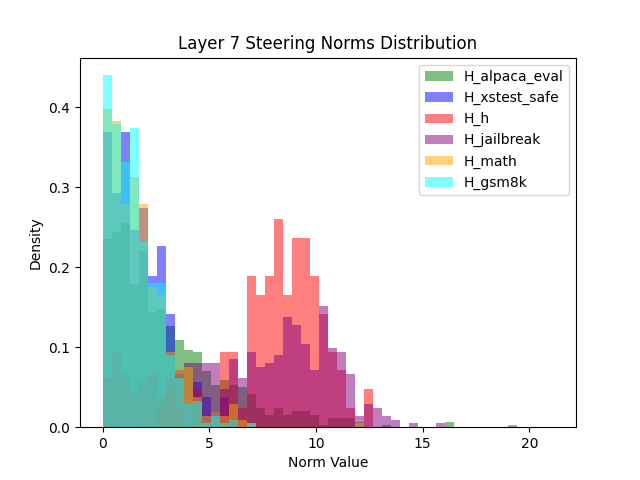 Layer 7 Steering Norms Distribution
H_alpaca_eval
H_xstest_safe
H_h
H_jailbreak
H_math
H_gsm8k
Density
0.4
0.3
0.2
0.1
0.0
0 5 10 15 20
Norm Value